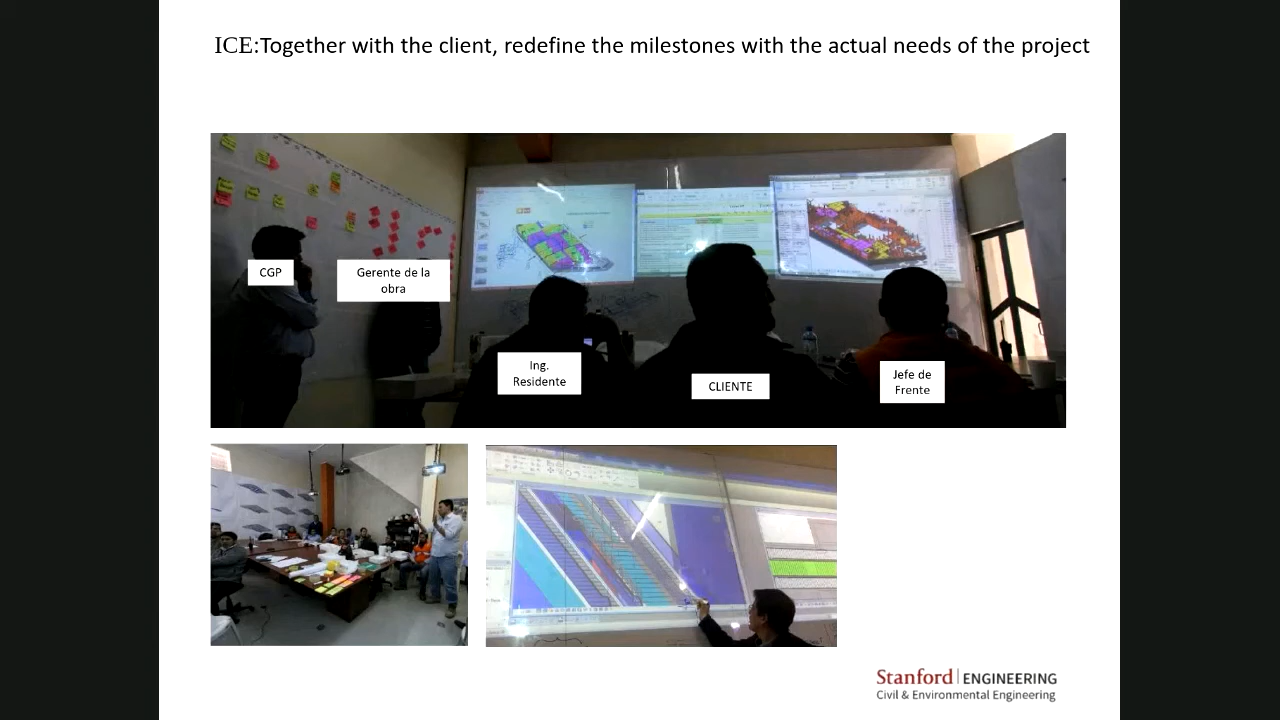 ICE:Together with the client, redefine the milestones with the actual needs of the project
CGP
Gerente de la
obra
Ing.
Residente
CLIENTE
Jefe de
Frente
Stanford ENGINEERING
Civil & Environmental Engineering